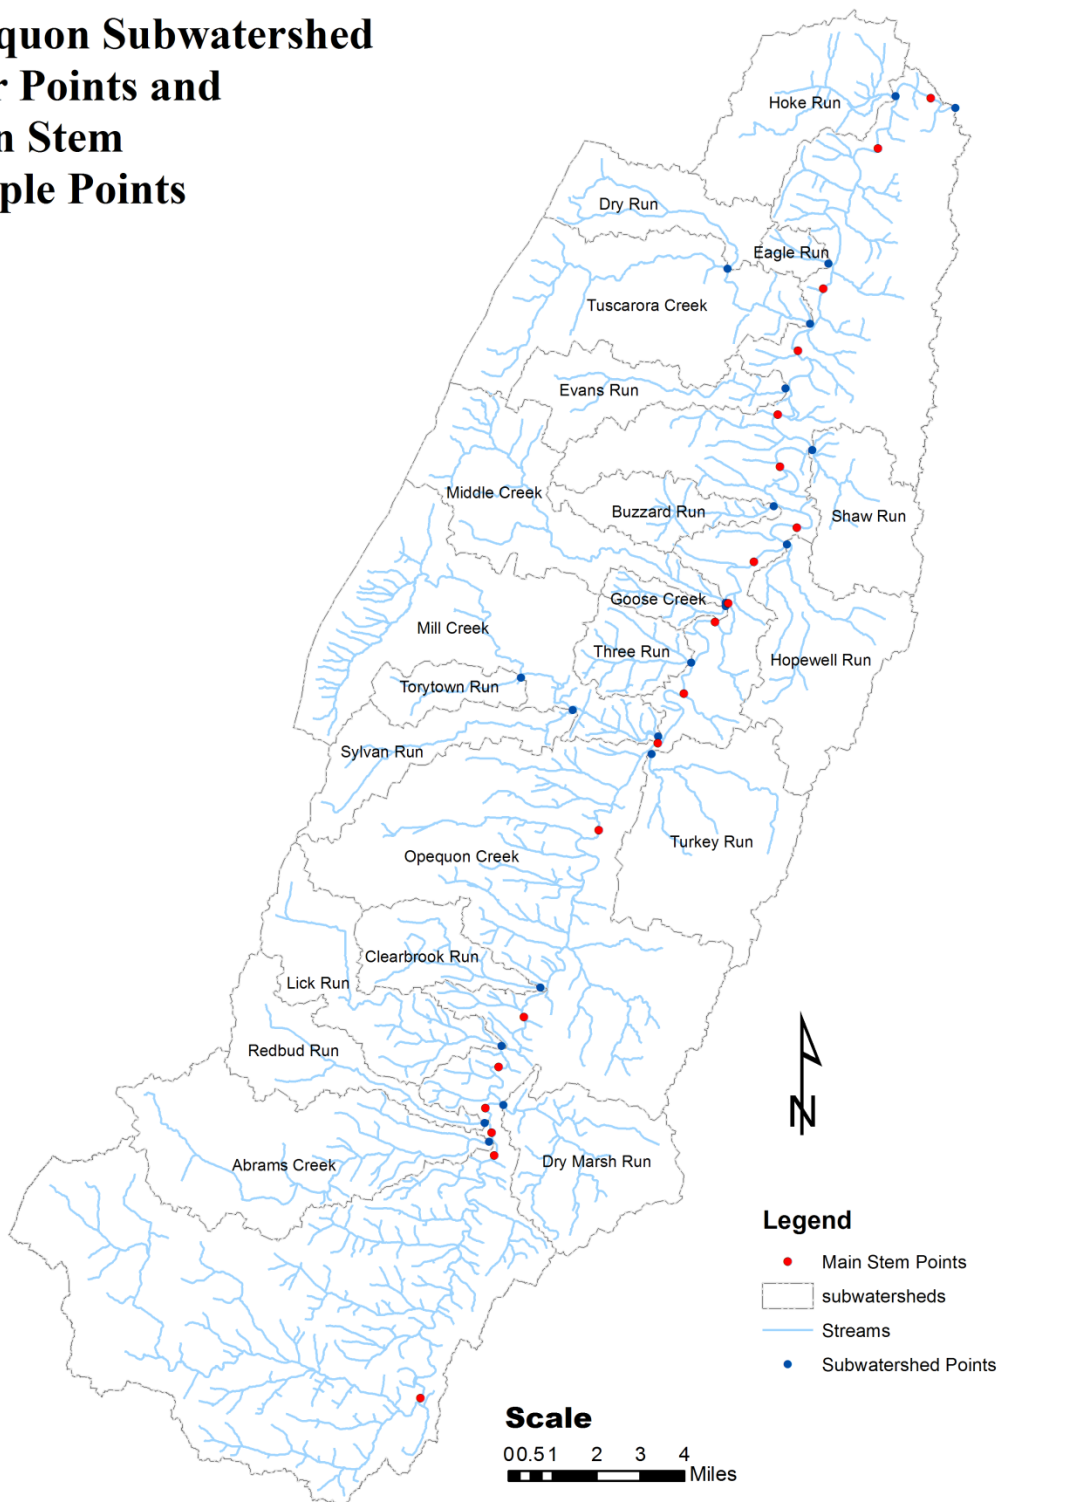 quon Subwatershed
r Points and
n Stem
ple Points
Hoke Run
Dry Run
Eagle Run
Tuscarora Creek
Evans Run
Middle Creek
Buzzard Run
Shaw Run
Goose Creek
Mill Creek
Three Run
Hopewell Run
Torytown Run
Sylvan Run
Turkey Run
Opequon Creek
Clearbrook Run
Lick Run
Redbud Run
Abrams Creek
Dry Marsh Run
N
Legend
Main Stem Points
subwatersheds
Streams
Subwatershed Points
Scale
0 0.5 1 2 3 4
Miles